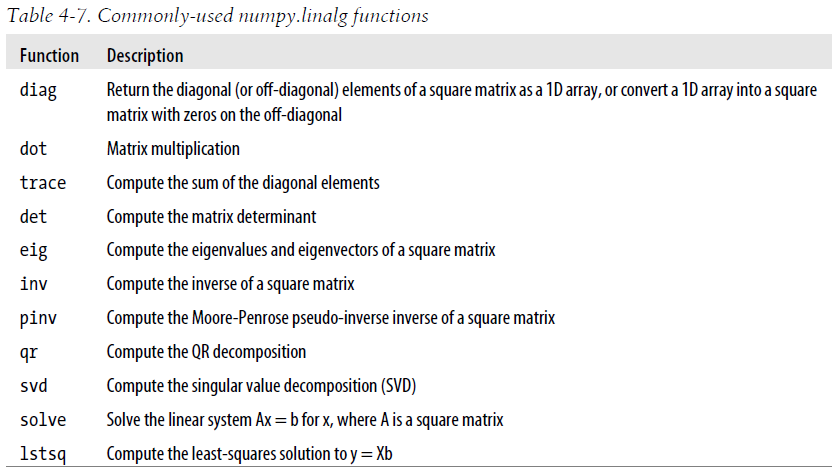 Table 4-7. Commonly-used numpy.linalg functions
Function Description
diag Return the diagonal (or off-diagonal) elements of a square matrix as a 1D array, or convert a 1D array into a square
matrix with zeros on the off-diagonal
dot Matrix multiplication
trace Compute the sum of the diagonal elements
det Compute the matrix determinant
eig Compute the eigenvalues and eigenvectors of a square matrix
inv Compute the inverse of a square matrix
pinv Compute the Moore-Penrose pseudo-inverse inverse of a square matrix
qr Compute the QR decomposition
svd Compute the singular value decomposition (SVD)
solve Solve the linear system Ax = b for x, where A is a square matrix
lstsq Compute the least-squares solution to y = Xb